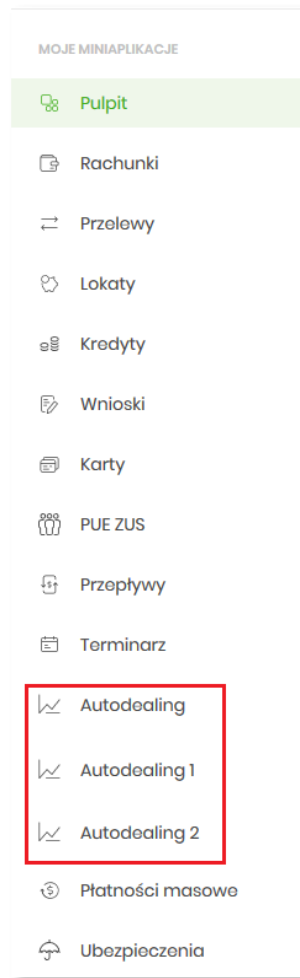 MOJE MINIAPLIKACJE
Pulpit
Rachunki
Przelewy
Lokaty
Kredyty
Wnioski
Karty
PUE ZUS
Przepływy
Terminarz
Autodealing
Autodealing 1
Autodealing 2
Płatności masowe
Ubezpieczenia